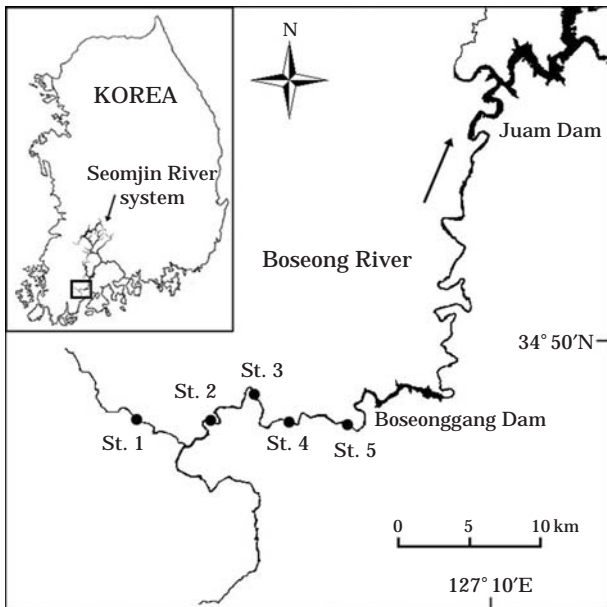 KOREA
Seomjin River
system
N
Juam Dam
Boseong River
34°50′N
St. 3
St. 2
Boseonggang Dam
St. 1
St. 4
St. 5
0 5 10 km
127°10′E